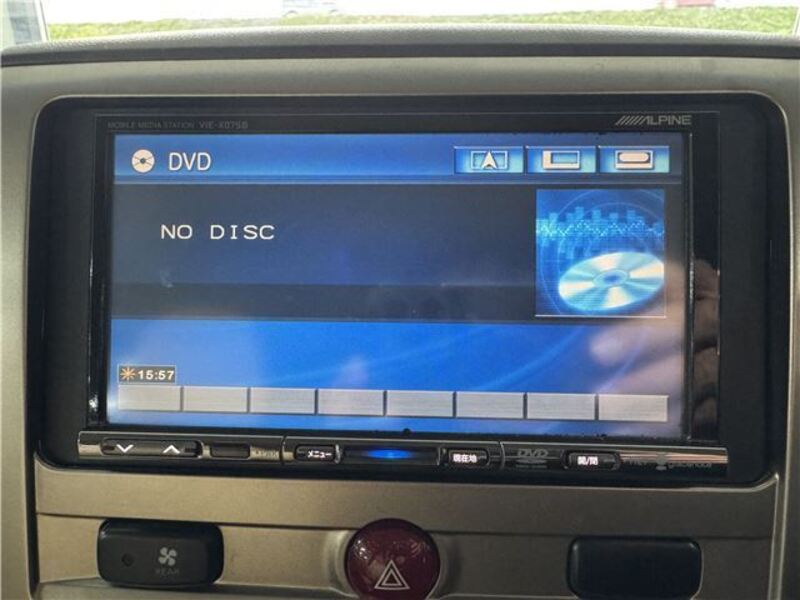 MOBILE MEDIA STATION VIE-X075B
ALPINE
DVD
NO DISC
15:57
メニュー
現在地
DVD
開/閉
REAR